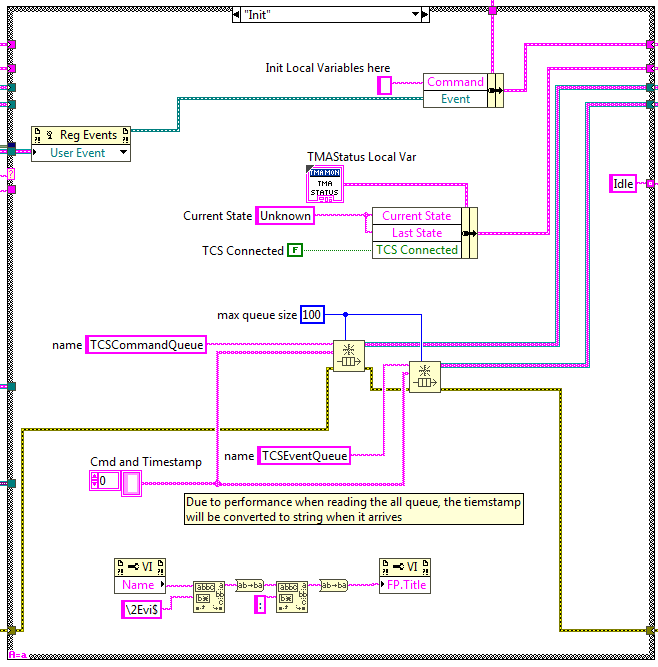 "Init"
Init Local Variables here
Command
Event
Reg Events
User Event
TMAStatus Local Var
TMA MON
TMA
STATUS
Idle
Current State
Unknown
Current State
Last State
TCS Connected
F
TCS Connected
max queue size
100
name
TCSCommandQueue
name
TCSEventQueue
Cmd and Timestamp
0
Due to performance when reading the all queue, the tiemstamp
will be converted to string when it arrives
VI
Name
\2Evi$
:
VI
FP.Title
A=a